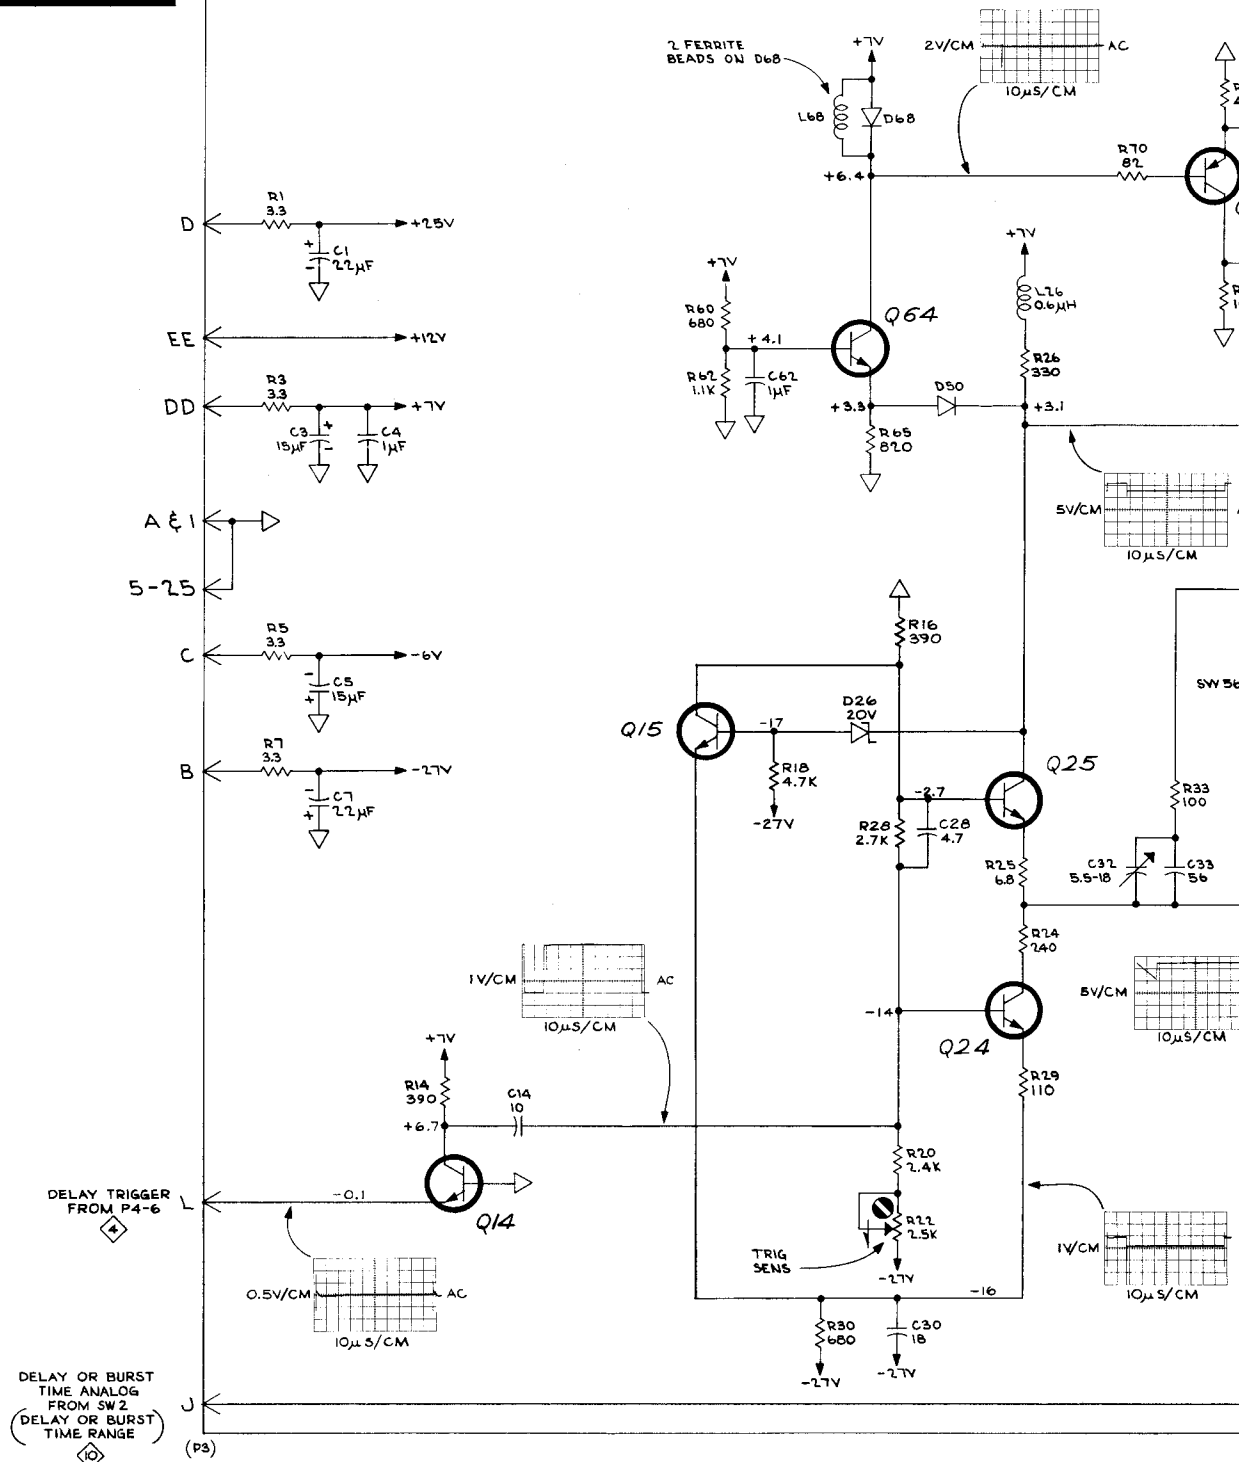 2 FERRITE
BEADS ON D68
+7V
L68
D68
+6.4
2V/CM
AC
10µS/CM
R70
82
D
R1
3.3
+25V
+
-
C1
22µF
EE
+12V
DD
R3
3.3
+7V
C3
15µF
+
-
C4
1µF
A & 1
5-25
C
R5
3.3
-6V
-
+
C5
15µF
B
R7
3.3
-27V
-
+
C7
22µF
+7V
R60
680
+4.1
R62
1.1K
C62
1µF
Q64
+3.3
R65
820
D50
+7V
L26
0.6µH
R26
330
+3.1
5V/CM
10µS/CM
R16
390
Q15
-17
D26
20V
R18
4.7K
-27V
Q25
-2.7
R28
2.7K
C28
4.7
R25
6.8
SW56
R33
100
C32
5.5-18
C33
56
R24
240
5V/CM
10µS/CM
-14
Q24
R29
110
1V/CM
AC
10µS/CM
+7V
R14
390
C14
10
+6.7
Q14
DELAY TRIGGER
FROM P4-6
4
L
-0.1
0.5V/CM
AC
10µS/CM
R20
2.4K
R22
2.5K
TRIG
SENS
-27V
-16
1V/CM
10µS/CM
R30
680
-27V
C30
18
-27V
DELAY OR BURST
TIME ANALOG
FROM SW2
(DELAY OR BURST
TIME RANGE)
10
J
(P3)